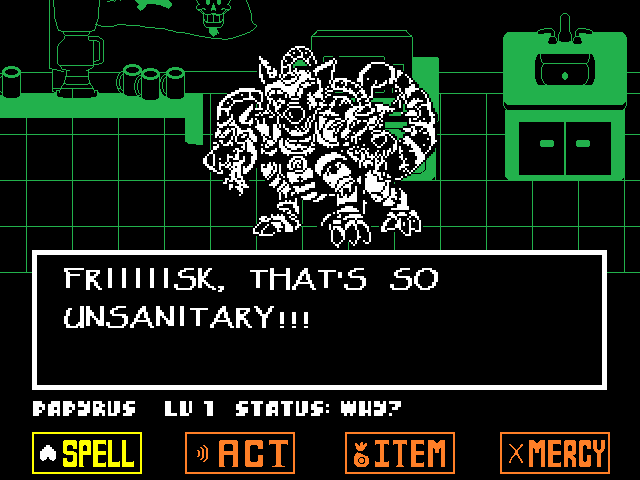 FRIIIIISK, THAT'S SO
UNSANITARY!!!
PAPYRUS LV 1 STATUS: WHY?
SPELL ACT ITEM MERCY